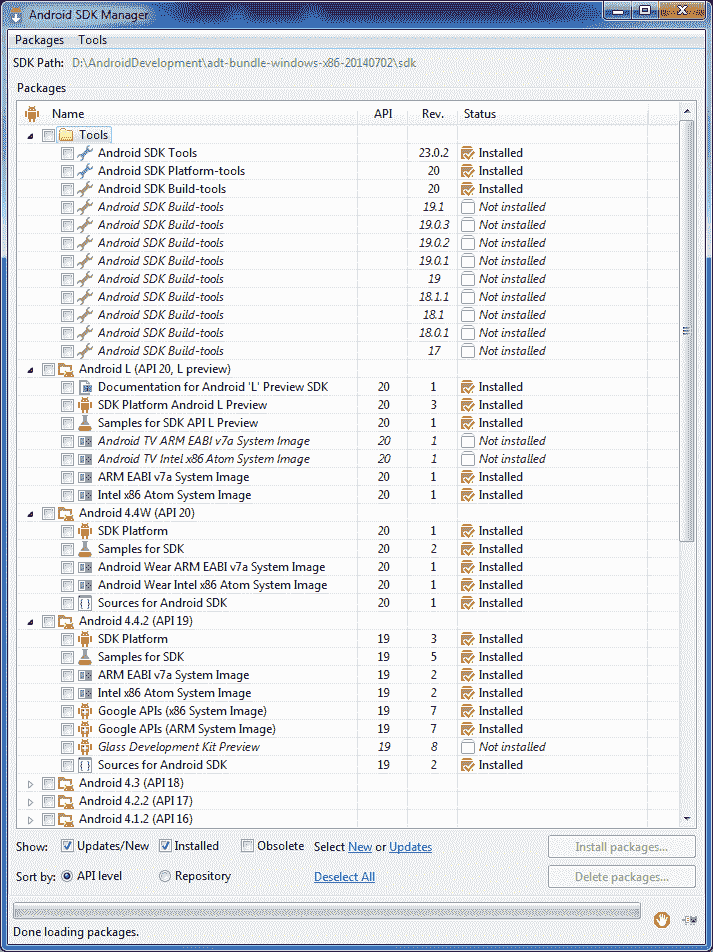 Android SDK Manager
Packages Tools
SDK Path: D:\AndroidDevelopment\adt-bundle-windows-x86-20140702\sdk
Packages
Name API Rev. Status
Tools
Android SDK Tools 23.0.2 Installed
Android SDK Platform-tools 20 Installed
Android SDK Build-tools 20 Installed
Android SDK Build-tools 19.1 Not installed
Android SDK Build-tools 19.0.3 Not installed
Android SDK Build-tools 19.0.2 Not installed
Android SDK Build-tools 19.0.1 Not installed
Android SDK Build-tools 19 Not installed
Android SDK Build-tools 18.1.1 Not installed
Android SDK Build-tools 18.1 Not installed
Android SDK Build-tools 18.0.1 Not installed
Android SDK Build-tools 17 Not installed
Android L (API 20, L preview)
Documentation for Android 'L' Preview SDK 20 1 Installed
SDK Platform Android L Preview 20 3 Installed
Samples for SDK API L Preview 20 1 Installed
Android TV ARM EABI v7a System Image 20 1 Not installed
Android TV Intel x86 Atom System Image 20 1 Not installed
ARM EABI v7a System Image 20 1 Installed
Intel x86 Atom System Image 20 1 Installed
Android 4.4W (API 20)
SDK Platform 20 1 Installed
Samples for SDK 20 2 Installed
Android Wear ARM EABI v7a System Image 20 1 Installed
Android Wear Intel x86 Atom System Image 20 1 Installed
Sources for Android SDK 20 1 Installed
Android 4.4.2 (API 19)
SDK Platform 19 3 Installed
Samples for SDK 19 5 Installed
ARM EABI v7a System Image 19 2 Installed
Intel x86 Atom System Image 19 2 Installed
Google APIs (x86 System Image) 19 7 Installed
Google APIs (ARM System Image) 19 7 Installed
Glass Development Kit Preview 19 8 Not installed
Sources for Android SDK 19 2 Installed
Android 4.3 (API 18)
Android 4.2.2 (API 17)
Android 4.1.2 (API 16)
Show: Updates/New Installed Obsolete Select New or Updates Install packages...
Sort by: API level Repository Deselect All Delete packages...
Done loading packages.